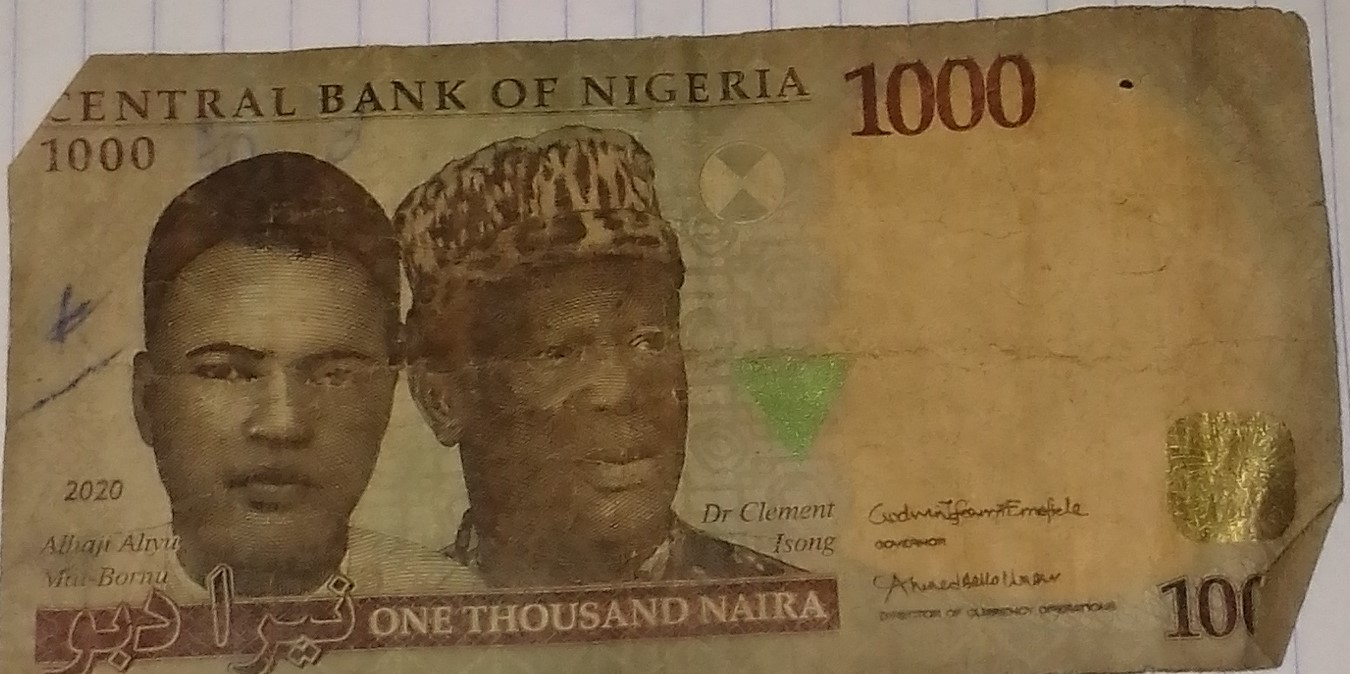 CENTRAL BANK OF NIGERIA
1000
1000
2020
Alhaji Aliyu
Mai-Bornu
Dr Clement
Isong
GOVERNOR
DIRECTOR OF CURRENCY OPERATIONS
100
نيرا دبو
ONE THOUSAND NAIRA